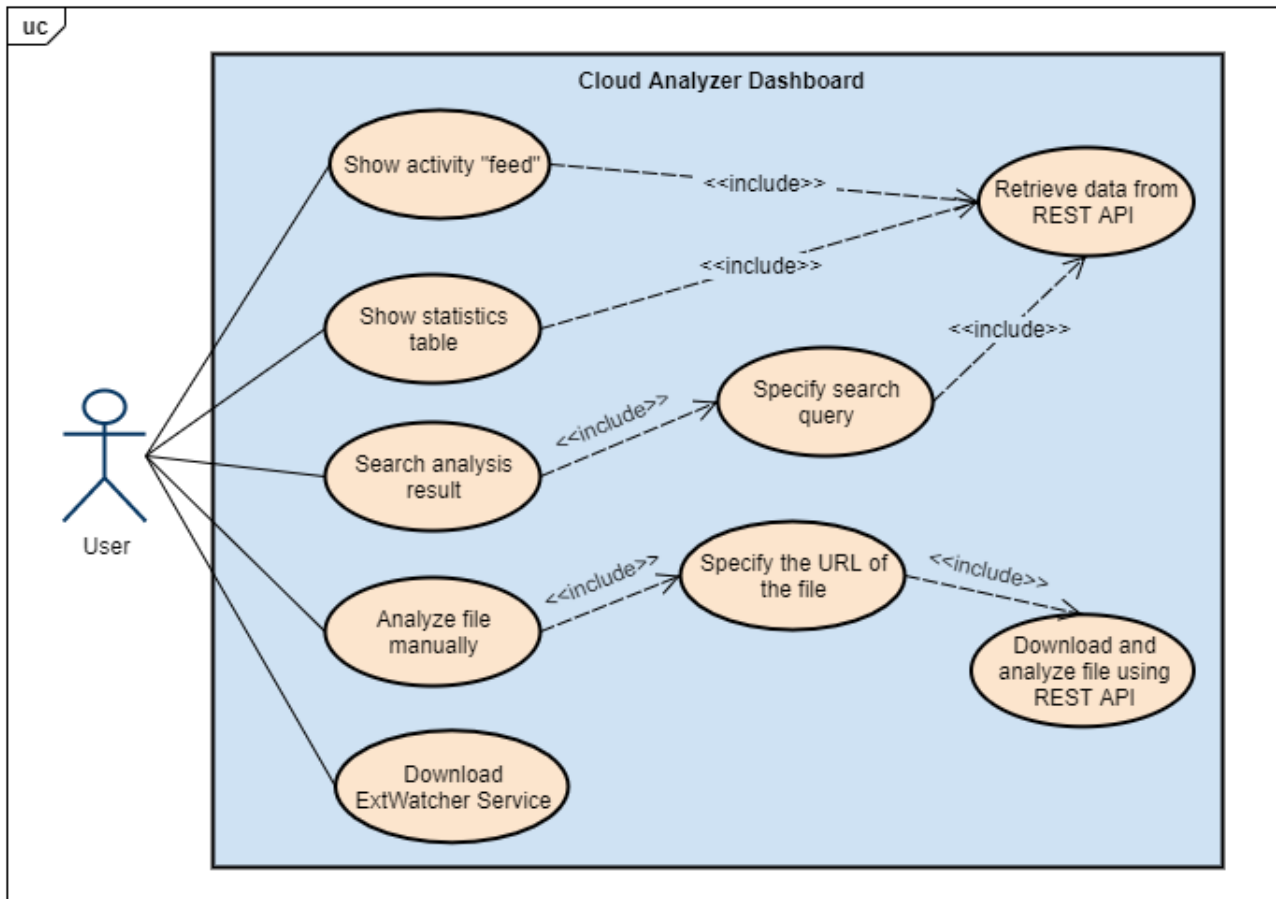 uc
Cloud Analyzer Dashboard
Show activity "feed"
<<include>>
Retrieve data from
REST API
<<include>>
Show statistics
table
<<include>>
Specify search
query
<<include>>
Search analysis
result
User
Specify the URL of
the file
<<include>>
<<include>>
Analyze file
manually
Download and
analyze file using
REST API
Download
ExtWatcher Service